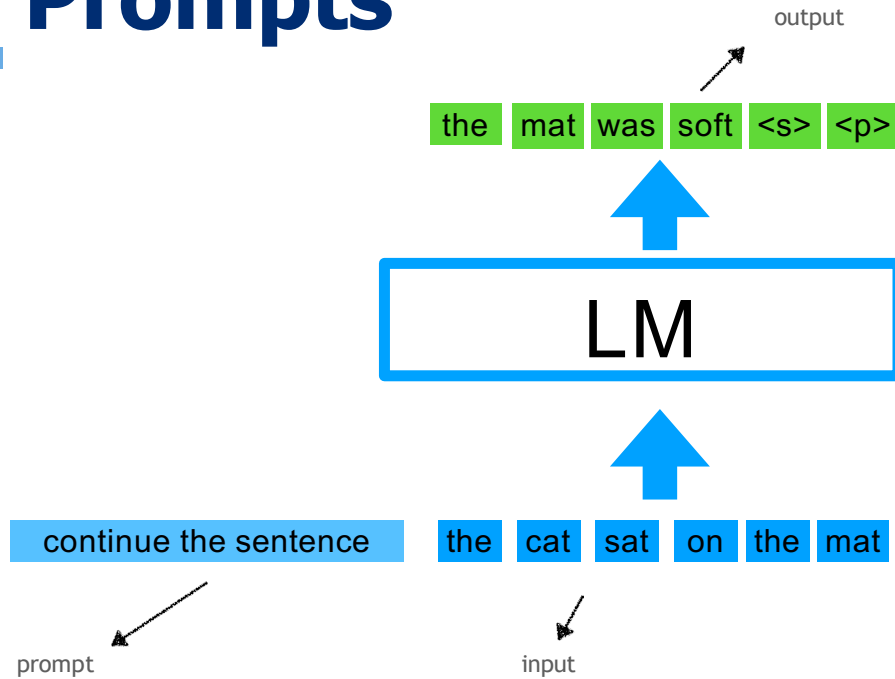 Prompts
output
the mat was soft <s> <p>
LM
continue the sentence the cat sat on the mat
prompt input